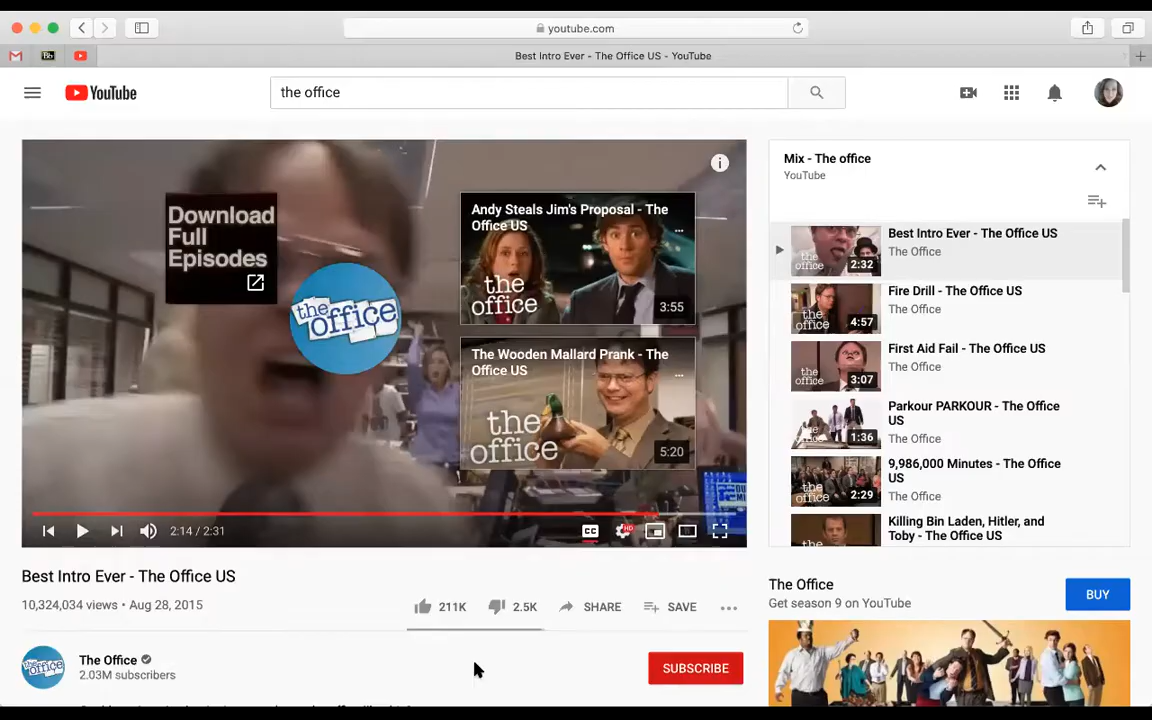 youtube.com
Best Intro Ever - The Office US - YouTube
YouTube
the office
Download
Full
Episodes
the office
Andy Steals Jim's Proposal - The
Office US
the
office
3:55
The Wooden Mallard Prank - The
Office US
the
office
5:20
CC
HD
2:14 / 2:31
Best Intro Ever - The Office US
10,324,034 views • Aug 28, 2015
211K
2.5K
SHARE
SAVE
The Office
2.03M subscribers
SUBSCRIBE
Mix - The office
YouTube
Best Intro Ever - The Office US
The Office
2:32
Fire Drill - The Office US
The Office
4:57
First Aid Fail - The Office US
The Office
3:07
Parkour PARKOUR - The Office
US
The Office
1:36
9,986,000 Minutes - The Office
US
The Office
2:29
Killing Bin Laden, Hitler, and
Toby - The Office US
The Office
Get season 9 on YouTube
BUY